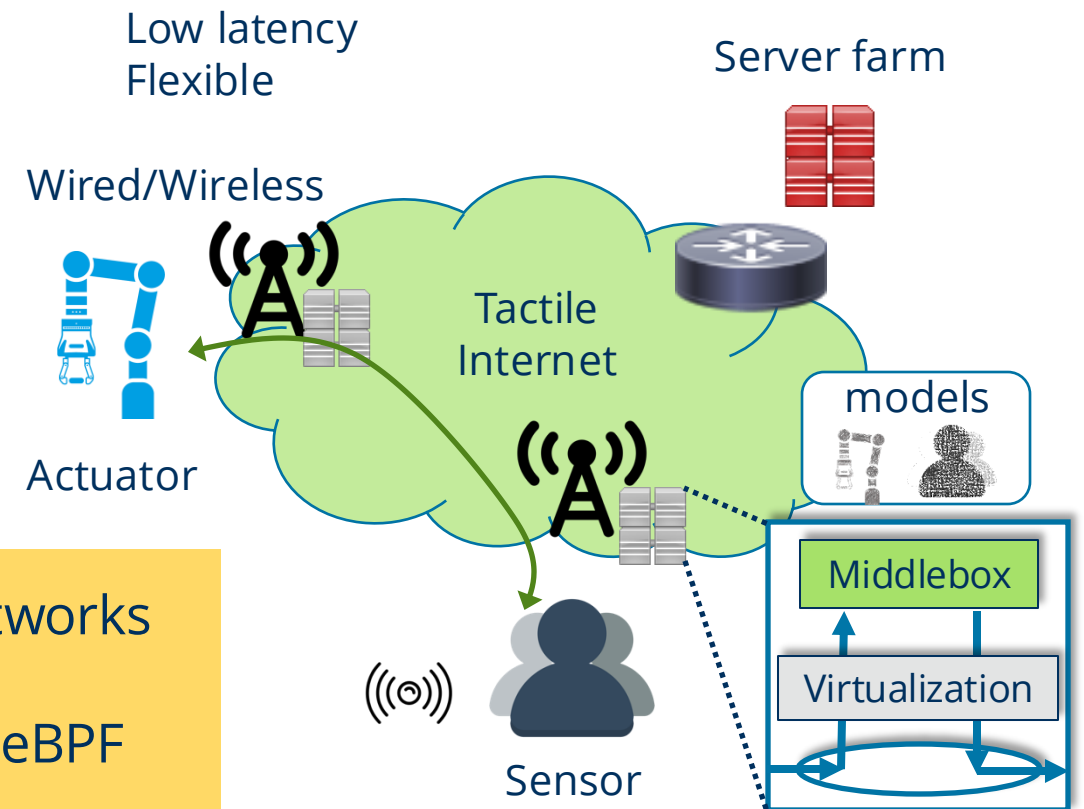 Low latency
Flexible
Server farm
Wired/Wireless
Tactile
Internet
models
Actuator
Middlebox
Virtualization
tworks
eBPF
Sensor